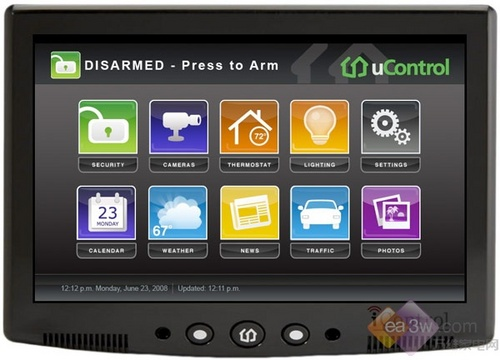 DISARMED - Press to Arm
uControl
72°
SECURITY
CAMERAS
THERMOSTAT
LIGHTING
SETTINGS
23
MONDAY
67°
CALENDAR
WEATHER
NEWS
TRAFFIC
PHOTOS
12:12 p.m. Monday, June 23, 2008 | Updated: 12:11 p.m.
ea3w.com